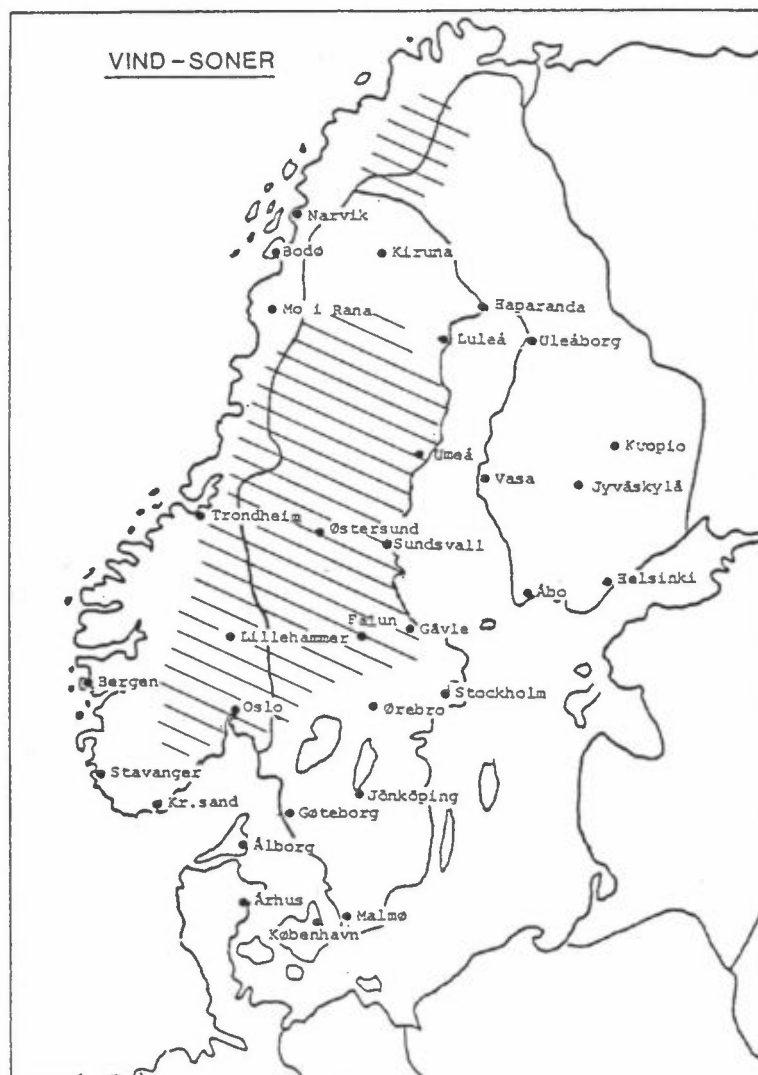 VIND-SONER
Narvik
Bodø
Kiruna
Mo i Rana
Haparanda
Luleå
Uleåborg
Umeå
Kuopio
Vasa
Jyväskylå
Trondheim
Østersund
Sundsvall
Helsinki
Åbo
Falun
Gävle
Lillehammer
Bergen
Stockholm
Oslo
Ørebro
Stavanger
Jönköping
Kr.sand
Gøteborg
Ålborg
Århus
Malmø
København